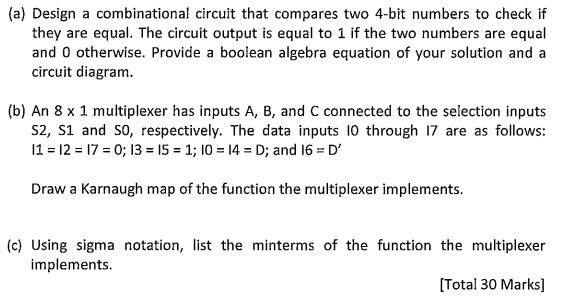 (a) Design a combinational circuit that compares two 4-bit numbers to check if
they are equal. The circuit output is equal to 1 if the two numbers are equal
and 0 otherwise. Provide a boolean algebra equation of your solution and a
circuit diagram.
(b) An 8 x 1 multiplexer has inputs A, B, and C connected to the selection inputs
S2, S1 and S0, respectively. The data inputs I0 through I7 are as follows:
I1 = I2 = I7 = 0; I3 = I5 = 1; I0 = I4 = D; and I6 = D'
Draw a Karnaugh map of the function the multiplexer implements.
(c) Using sigma notation, list the minterms of the function the multiplexer
implements.
[Total 30 Marks]